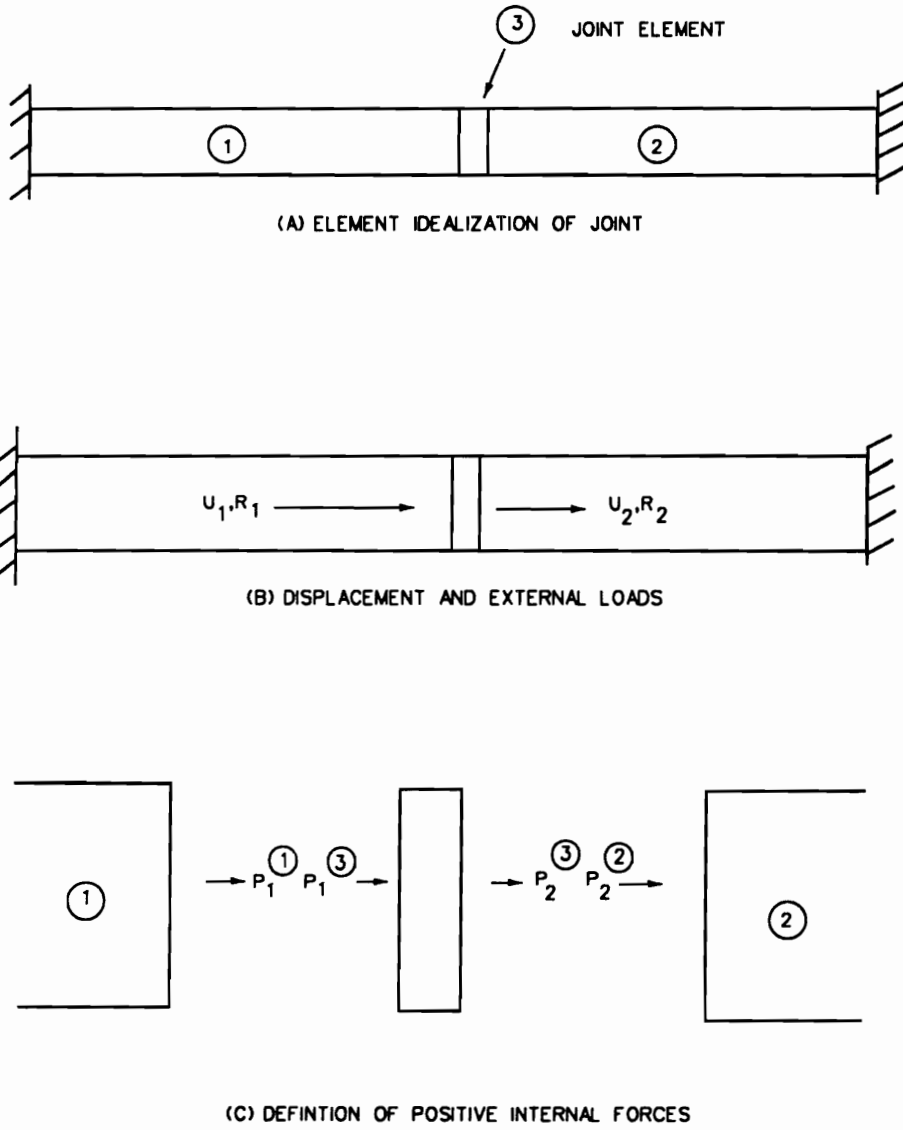 3 JOINT ELEMENT
1 2
(A) ELEMENT IDEALIZATION OF JOINT
U1,R1 U2,R2
(B) DISPLACEMENT AND EXTERNAL LOADS
P1 1 P1 3 P2 3 P2 2
1 2
(C) DEFINTION OF POSITIVE INTERNAL FORCES